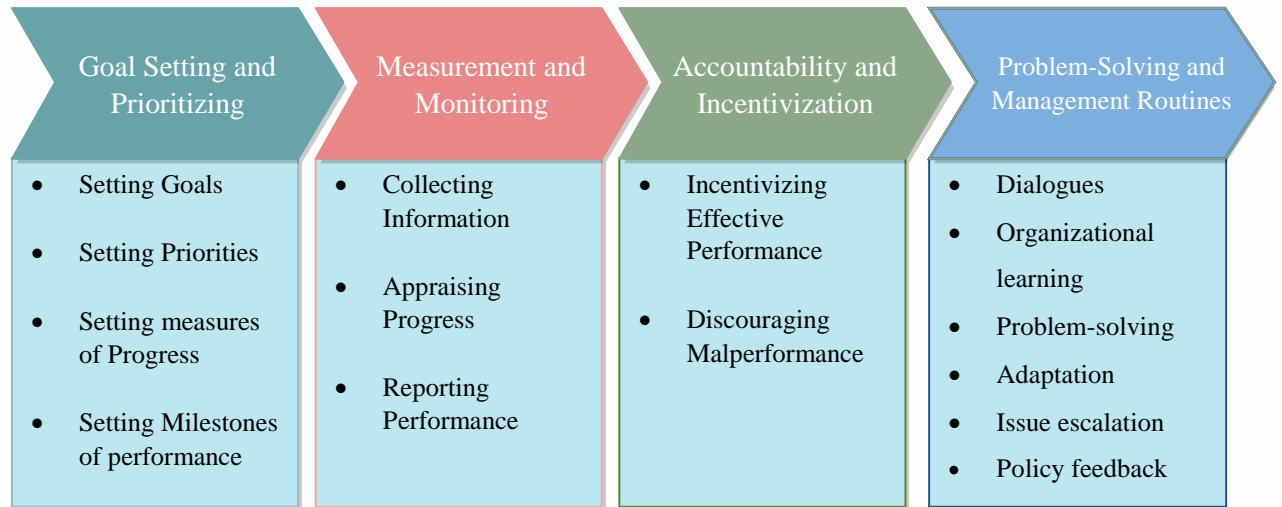 Goal Setting and
Prioritizing
Measurement and
Monitoring
Accountability and
Incentivization
Problem-Solving and
Management Routines
• Setting Goals
• Setting Priorities
• Setting measures
of Progress
• Setting Milestones
of performance
• Collecting
Information
• Appraising
Progress
• Reporting
Performance
• Incentivizing
Effective
Performance
• Discouraging
Malperformance
• Dialogues
• Organizational
learning
• Problem-solving
• Adaptation
• Issue escalation
• Policy feedback